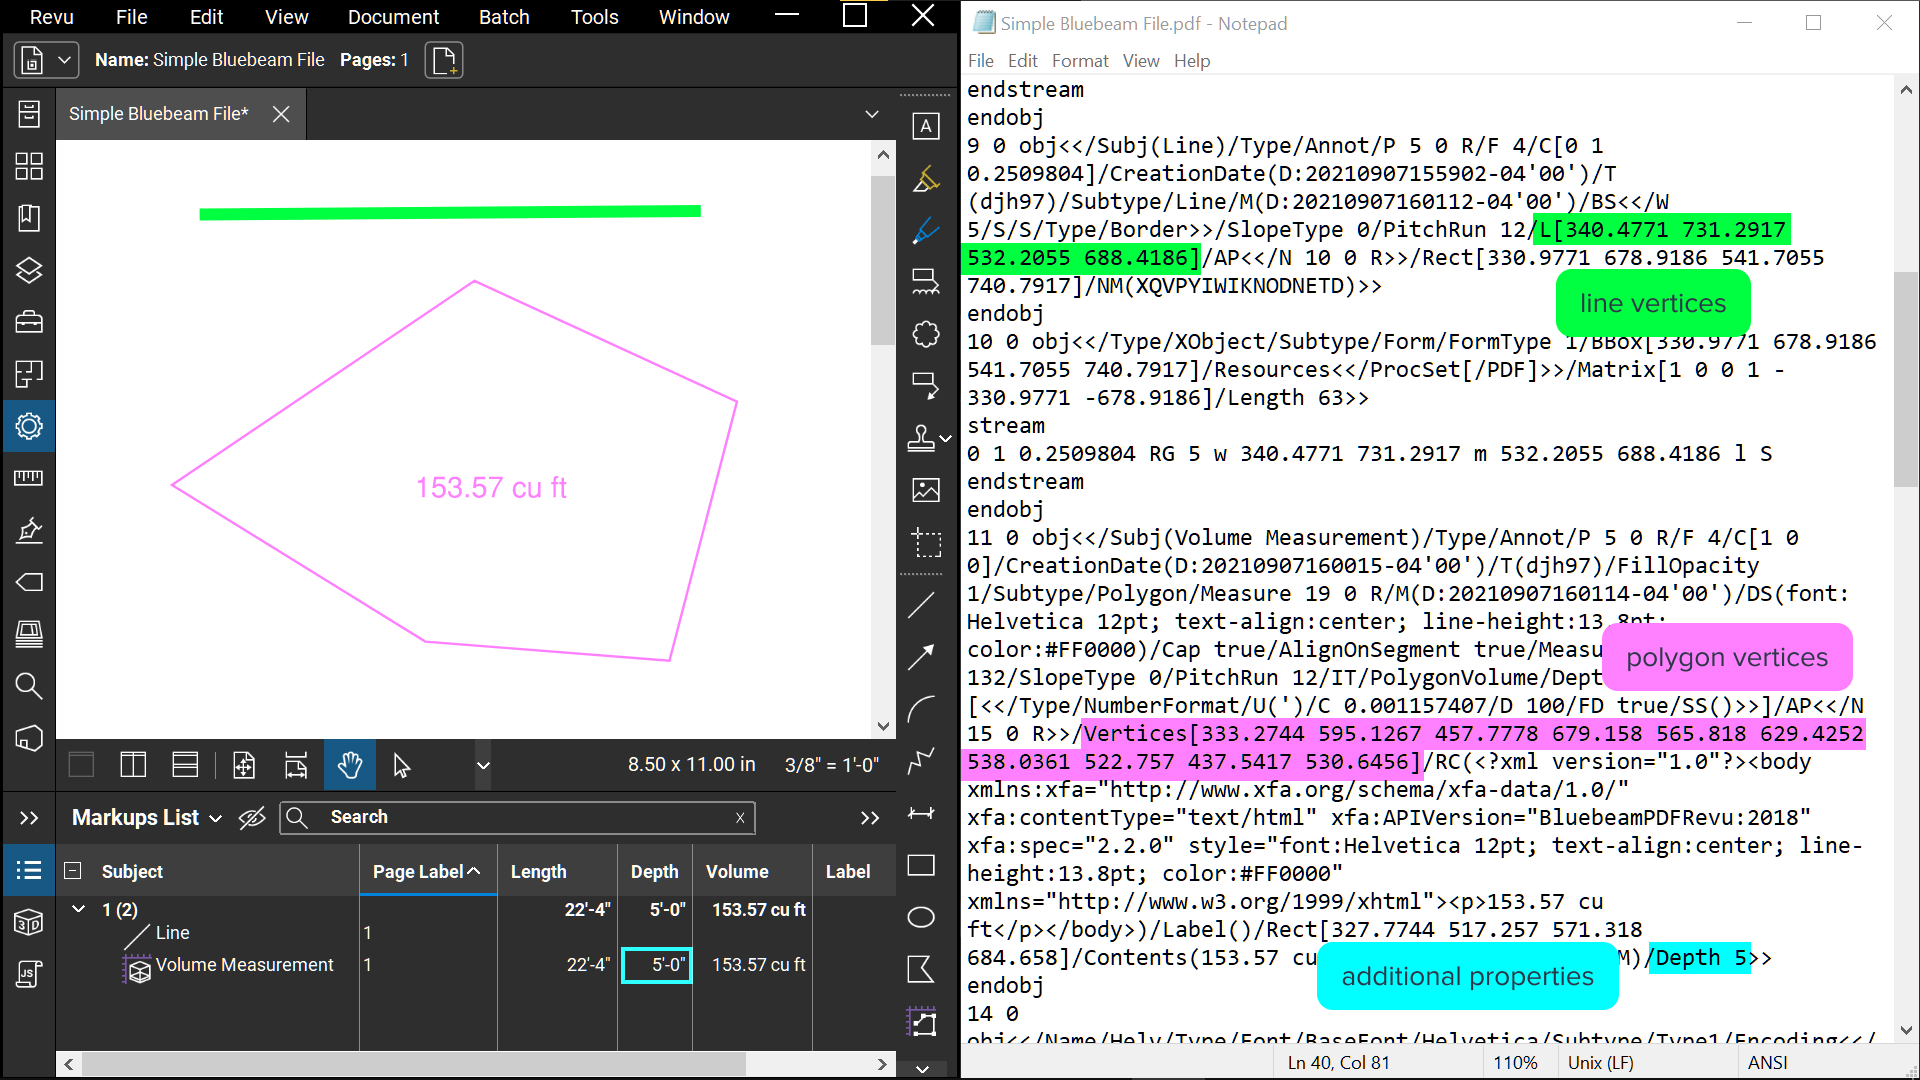 Revu File Edit View Document Batch Tools Window
Name: Simple Bluebeam File Pages: 1
Simple Bluebeam File*
A
153.57 cu ft
8.50 x 11.00 in 3/8" = 1'-0"
Markups List Search x
Subject Page Label Length Depth Volume Label
1 (2) 22'-4" 5'-0" 153.57 cu ft
Line 1
Volume Measurement 1 22'-4" 5'-0" 153.57 cu ft
3D
JS
Simple Bluebeam File.pdf - Notepad
File Edit Format View Help
endstream
endobj
9 0 obj<</Subj(Line)/Type/Annot/P 5 0 R/F 4/C[0 1
0.2509804]/CreationDate(D:20210907155902-04'00')/T
(djh97)/Subtype/Line/M(D:20210907160112-04'00')/BS<</W
5/S/S/Type/Border>>/SlopeType 0/PitchRun 12/L[340.4771 731.2917
532.2055 688.4186]/AP<</N 10 0 R>>/Rect[330.9771 678.9186 541.7055
740.7917]/NM(XQVPYIWIKNODNETD)>>
line vertices
endobj
10 0 obj<</Type/XObject/Subtype/Form/FormType 1/BBox[330.9771 678.9186
541.7055 740.7917]/Resources<</ProcSet[/PDF]>>/Matrix[1 0 0 1 -
330.9771 -678.9186]/Length 63>>
stream
0 1 0.2509804 RG 5 w 340.4771 731.2917 m 532.2055 688.4186 l S
endstream
endobj
11 0 obj<</Subj(Volume Measurement)/Type/Annot/P 5 0 R/F 4/C[1 0
0]/CreationDate(D:20210907160015-04'00')/T(djh97)/FillOpacity
1/Subtype/Polygon/Measure 19 0 R/M(D:20210907160114-04'00')/DS(font:
Helvetica 12pt; text-align:center; line-height:13.8pt;
color:#FF0000)/Cap true/AlignOnSegment true/Measu
polygon vertices
132/SlopeType 0/PitchRun 12/IT/PolygonVolume/Dept
[<</Type/NumberFormat/U(')/C 0.001157407/D 100/FD true/SS()>>]/AP<</N
15 0 R>>/Vertices[333.2744 595.1267 457.7778 679.158 565.818 629.4252
538.0361 522.757 437.5417 530.6456]/RC(<?xml version="1.0"?><body
xmlns:xfa="http://www.xfa.org/schema/xfa-data/1.0/"
xfa:contentType="text/html" xfa:APIVersion="BluebeamPDFRevu:2018"
xfa:spec="2.2.0" style="font:Helvetica 12pt; text-align:center; line-
height:13.8pt; color:#FF0000"
xmlns="http://www.w3.org/1999/xhtml"><p>153.57 cu
ft</p></body>)/Label()/Rect[327.7744 517.257 571.318
684.658]/Contents(153.57 cu M)/Depth 5>>
additional properties
endobj
14 0
obj<</Name/Helv/Type/Font/BaseFont/Helvetica/Subtype/Type1/Encoding<</
Ln 40, Col 81 110% Unix (LF) ANSI